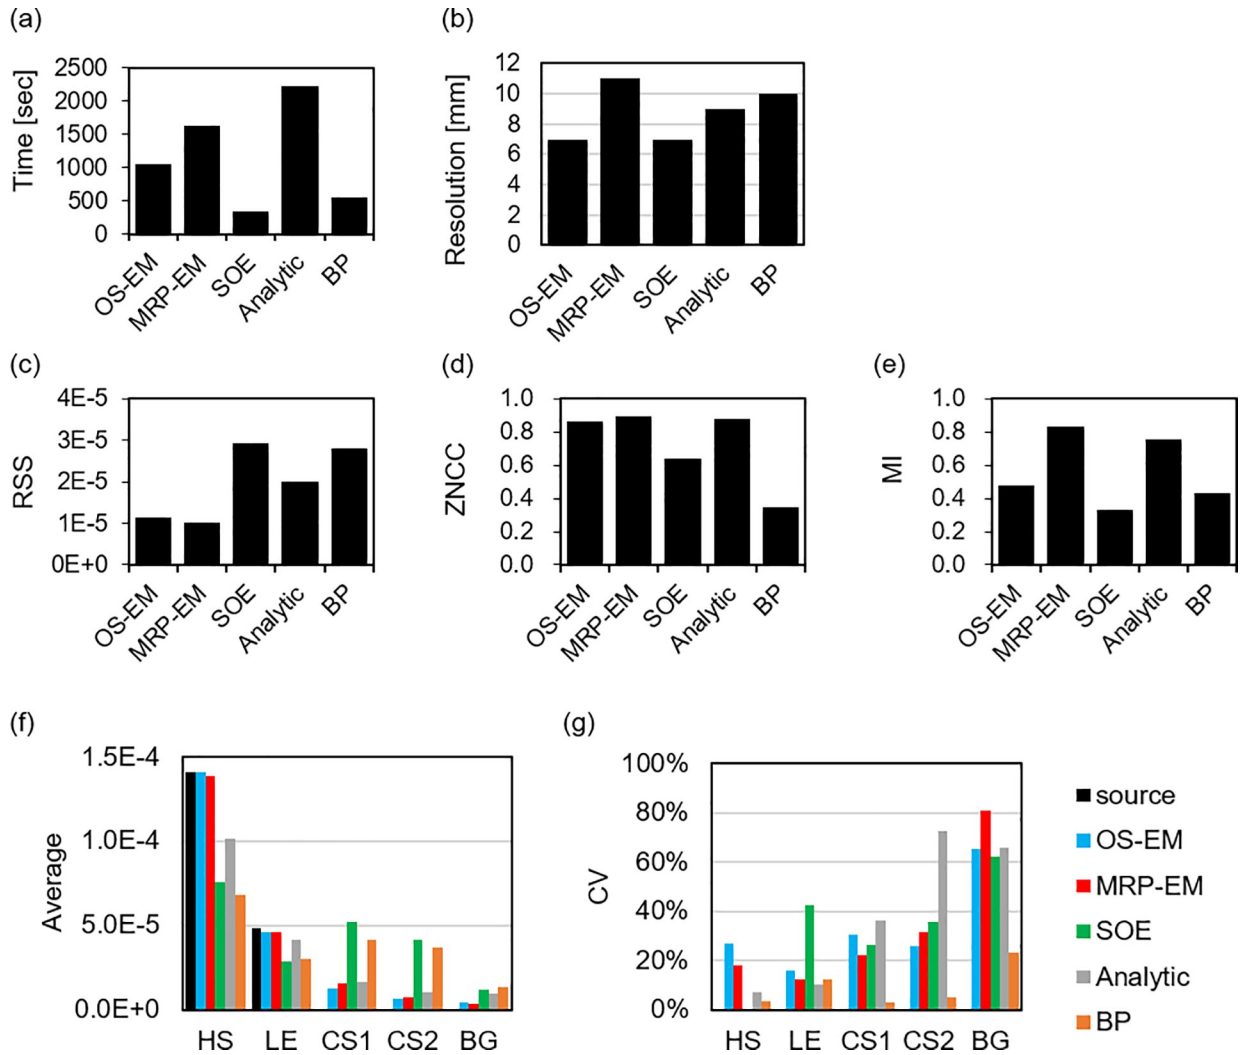 (a)
Time [sec]
2500
2000
1500
1000
500
0
OS-EM
MRP-EM
SOE
Analytic
BP
(b)
Resolution [mm]
12
10
8
6
4
2
0
OS-EM
MRP-EM
SOE
Analytic
BP
(c)
RSS
4E-5
3E-5
2E-5
1E-5
0E+0
OS-EM
MRP-EM
SOE
Analytic
BP
(d)
ZNCC
1.0
0.8
0.6
0.4
0.2
0.0
OS-EM
MRP-EM
SOE
Analytic
BP
(e)
MI
1.0
0.8
0.6
0.4
0.2
0.0
OS-EM
MRP-EM
SOE
Analytic
BP
(f)
Average
1.5E-4
1.0E-4
5.0E-5
0.0E+0
HS LE CS1 CS2 BG
(g)
CV
100%
80%
60%
40%
20%
0%
HS LE CS1 CS2 BG
source
OS-EM
MRP-EM
SOE
Analytic
BP